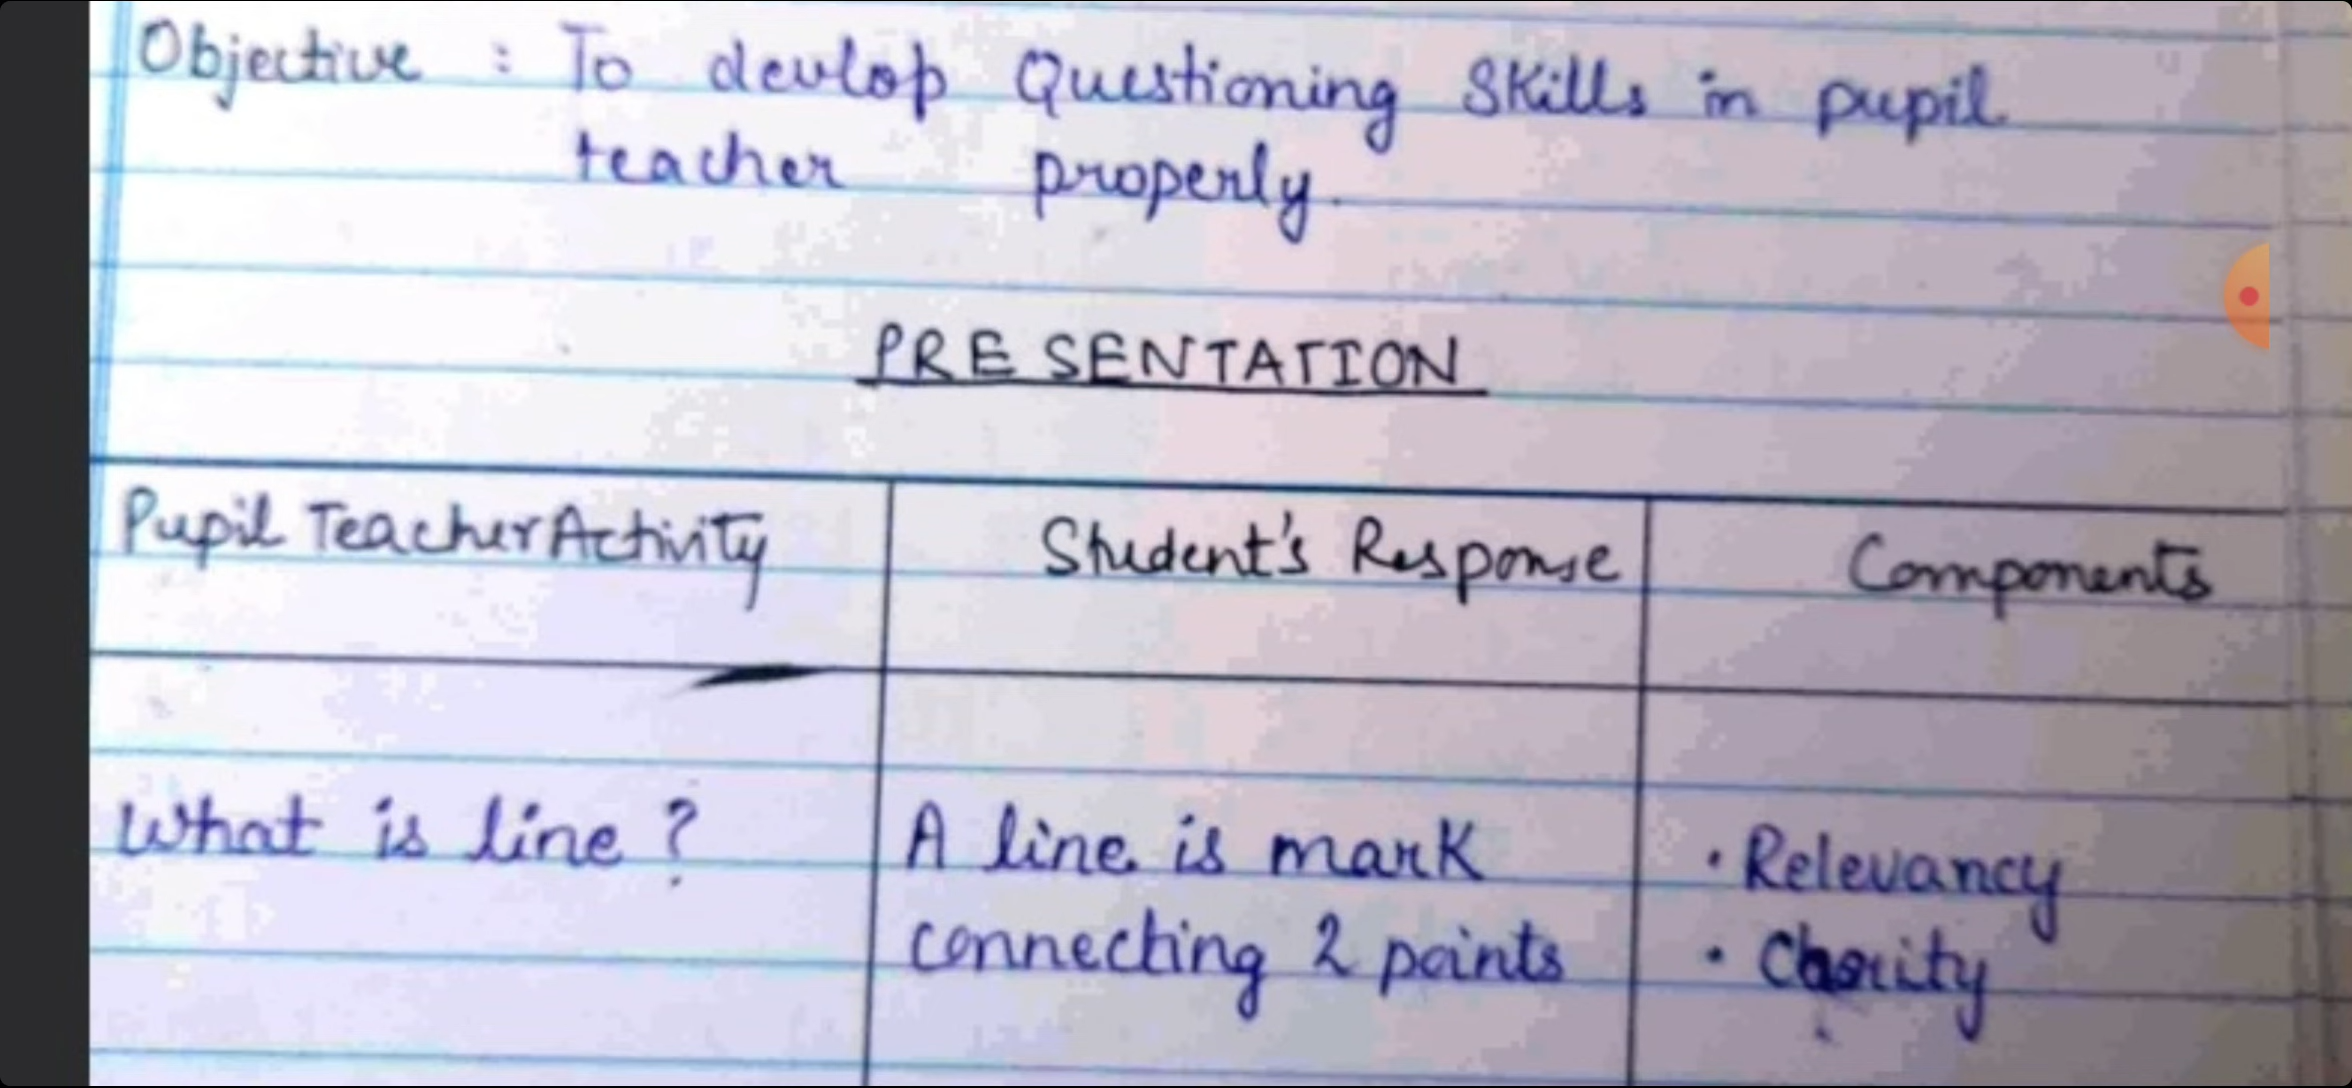 Objective : To devlop Questioning Skills in pupil
teacher properly.
PRESENTATION
Pupil Teacher Activity Student's Response Components
What is line ? A line is mark • Relevancy
connecting 2 points •